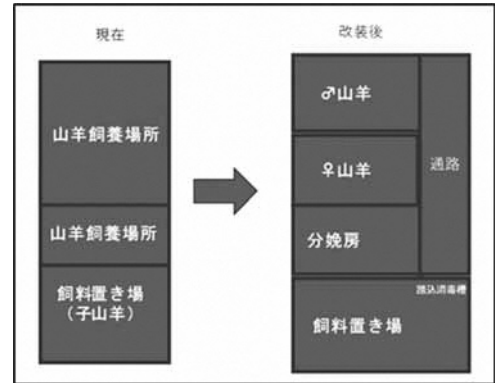 現在
山羊飼養場所
山羊飼養場所
飼料置き場
(子山羊)
改装後
♂山羊
♀山羊
分娩房
通路
踏込消毒槽
飼料置き場